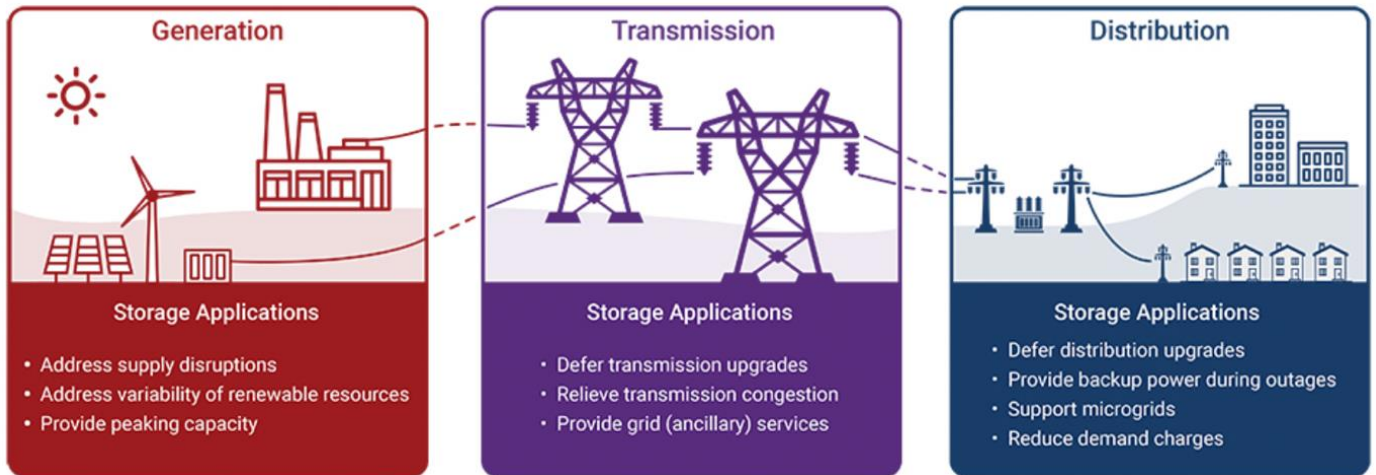 Generation
Storage Applications
• Address supply disruptions
• Address variability of renewable resources
• Provide peaking capacity
Transmission
Storage Applications
• Defer transmission upgrades
• Relieve transmission congestion
• Provide grid (ancillary) services
Distribution
Storage Applications
• Defer distribution upgrades
• Provide backup power during outages
• Support microgrids
• Reduce demand charges